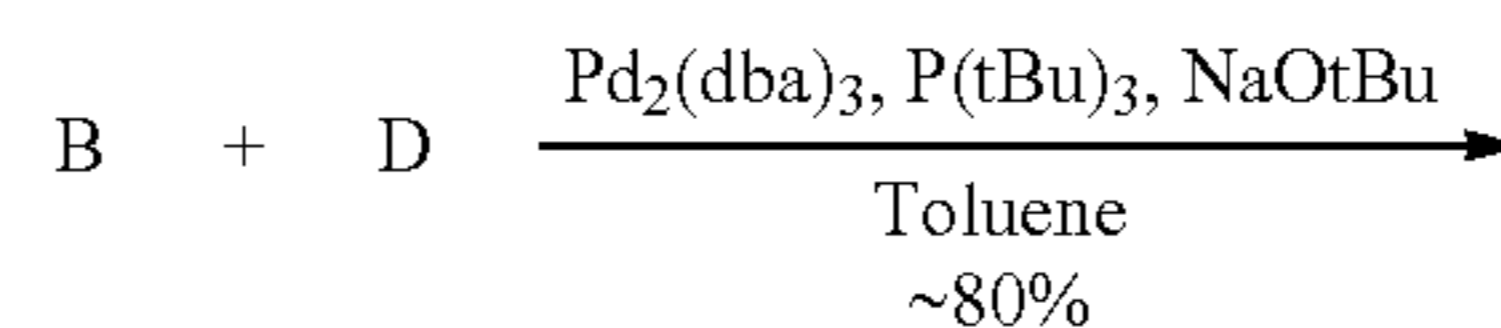 Pd₂(dba)₃, P(tBu)₃, NaOtBu
B + D
Toluene
~80%